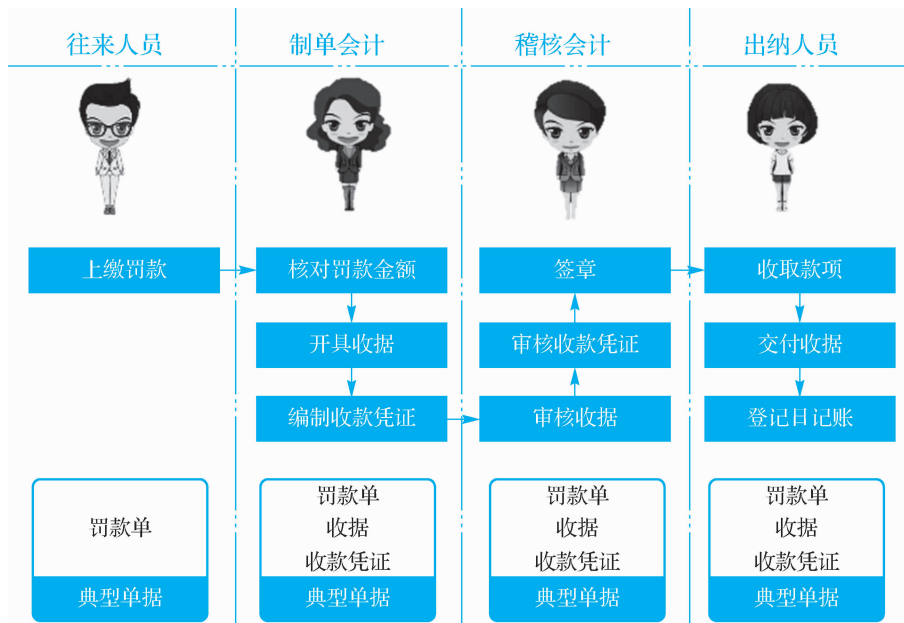 往来人员
制单会计
稽核会计
出纳人员
上缴罚款
核对罚款金额
签章
收取款项
开具收据
审核收款凭证
交付收据
编制收款凭证
审核收据
登记日记账
罚款单
典型单据
罚款单
收据
收款凭证
典型单据
罚款单
收据
收款凭证
典型单据
罚款单
收据
收款凭证
典型单据